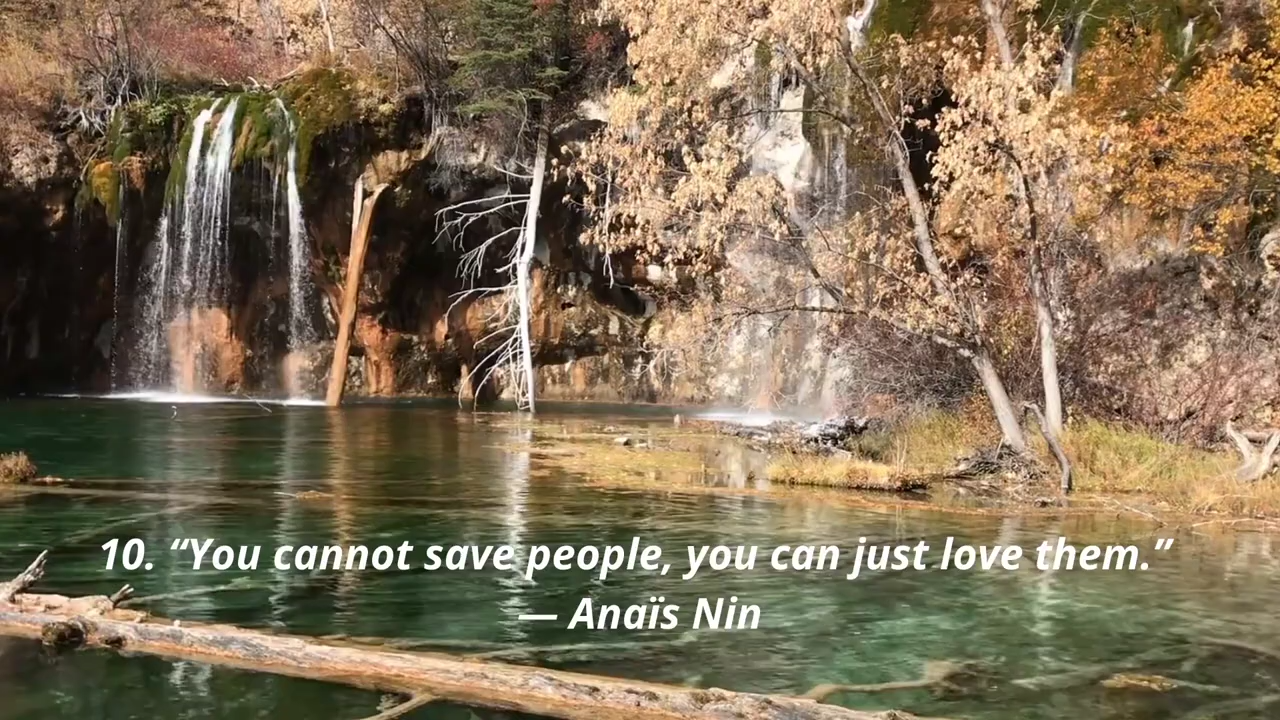 10. “You cannot save people, you can just love them.”
— Anaïs Nin